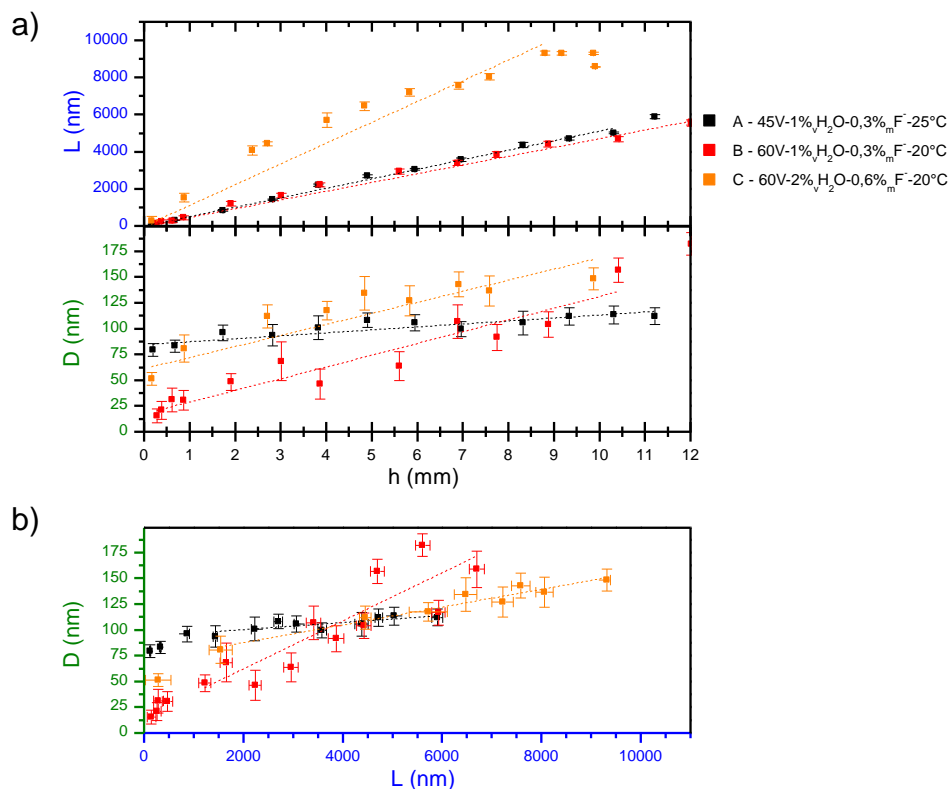 a)
10000
8000
6000
4000
2000
0
L (nm)
A - 45V-1%vH2O-0,3%mF--25°C
B - 60V-1%vH2O-0,3%mF--20°C
C - 60V-2%vH2O-0,6%mF--20°C
175
150
125
100
75
50
25
0
D (nm)
0 1 2 3 4 5 6 7 8 9 10 11 12
h (mm)
b)
175
150
125
100
75
50
25
0
D (nm)
0 2000 4000 6000 8000 10000
L (nm)